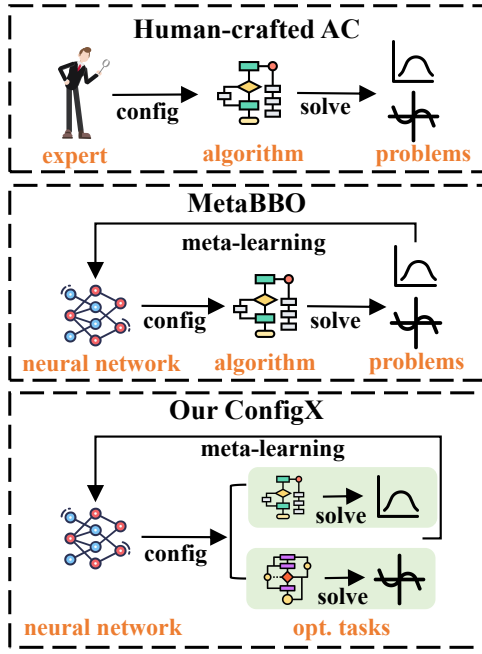 Human-crafted AC
config
solve
expert
algorithm
problems
MetaBBO
meta-learning
config
solve
neural network
algorithm
problems
Our ConfigX
meta-learning
solve
config
solve
neural network
opt. tasks